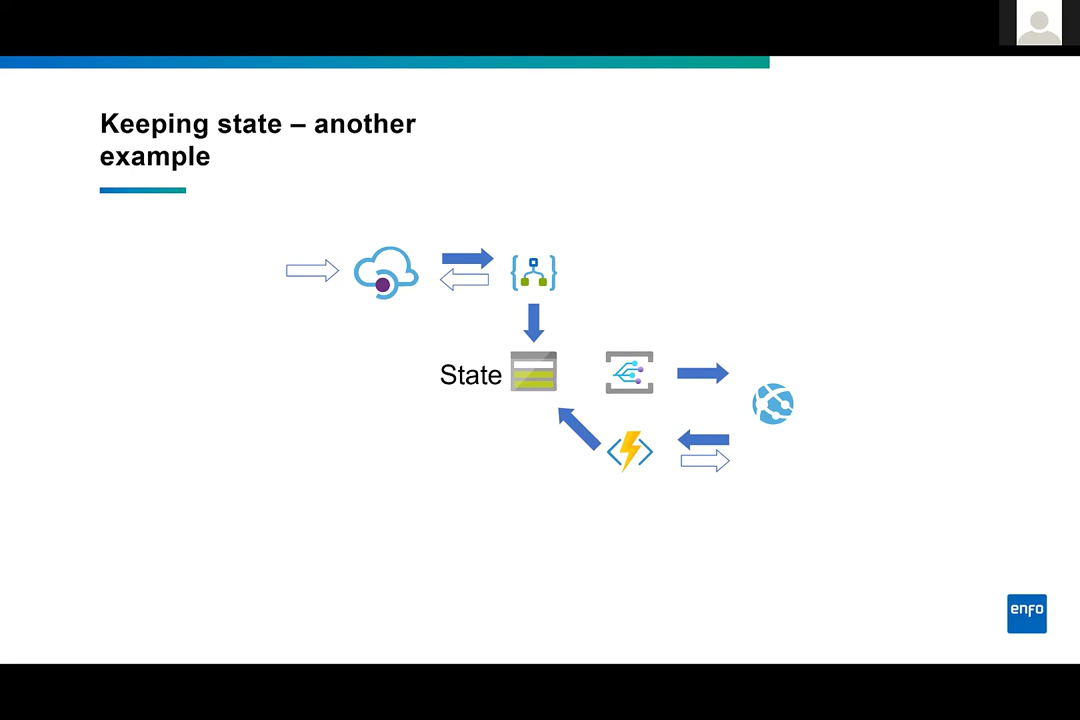 Keeping state – another
example
State
enfo